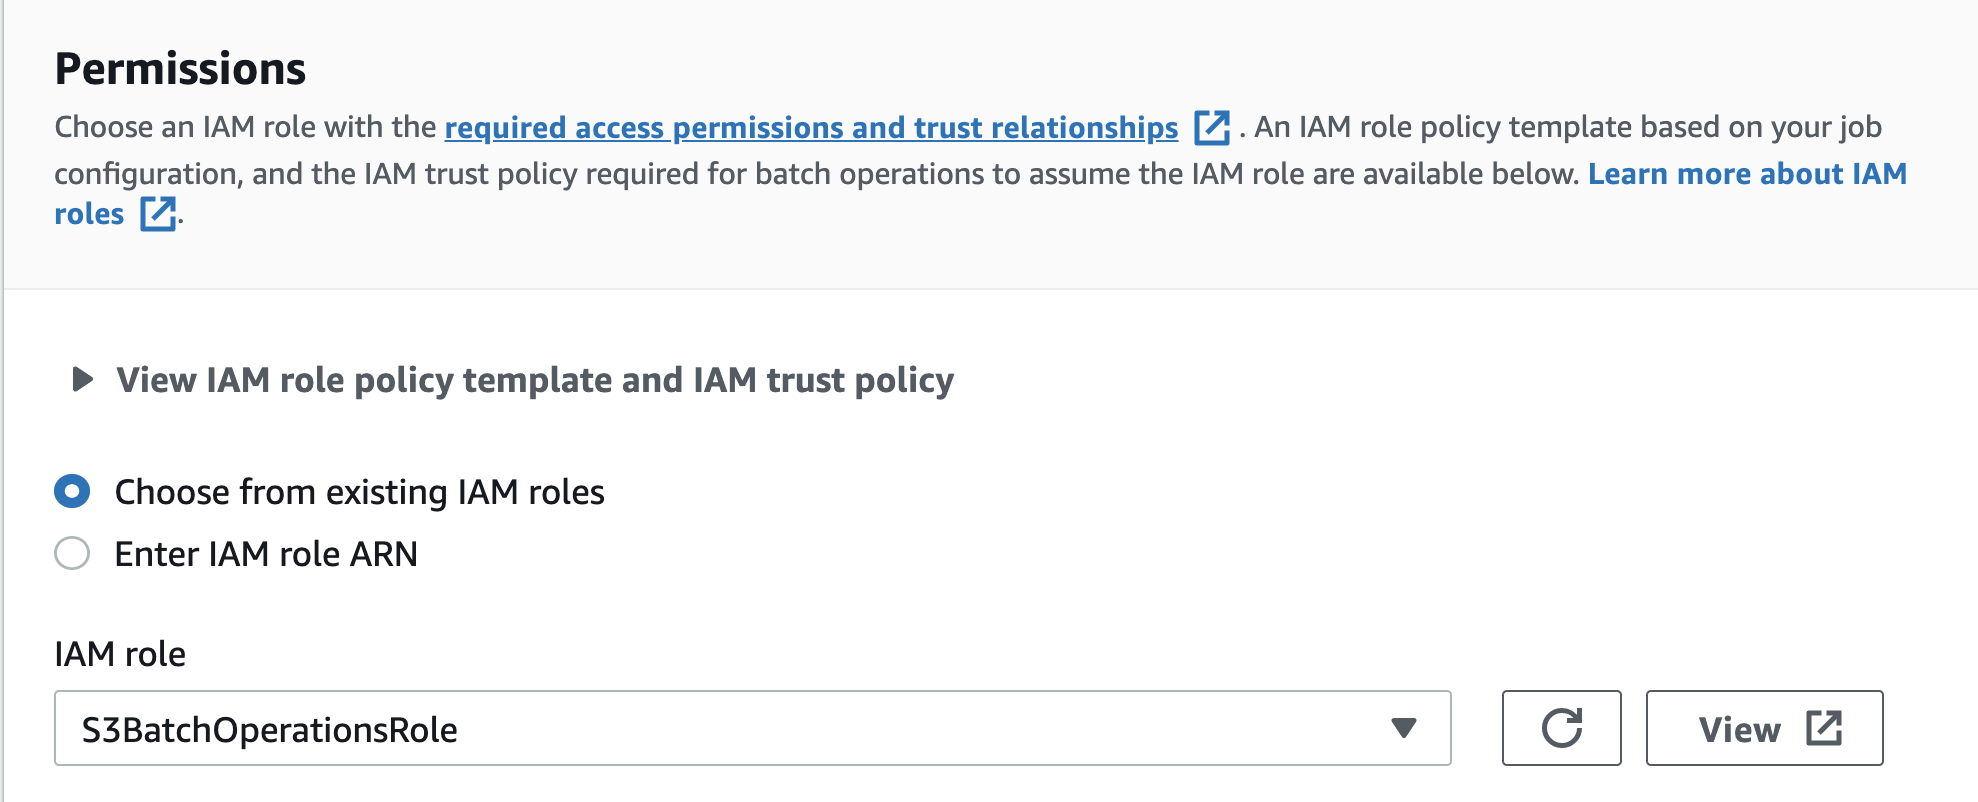 Permissions
Choose an IAM role with the required access permissions and trust relationships . An IAM role policy template based on your job
configuration, and the IAM trust policy required for batch operations to assume the IAM role are available below. Learn more about IAM
roles .
View IAM role policy template and IAM trust policy
Choose from existing IAM roles
Enter IAM role ARN
IAM role
S3BatchOperationsRole
View